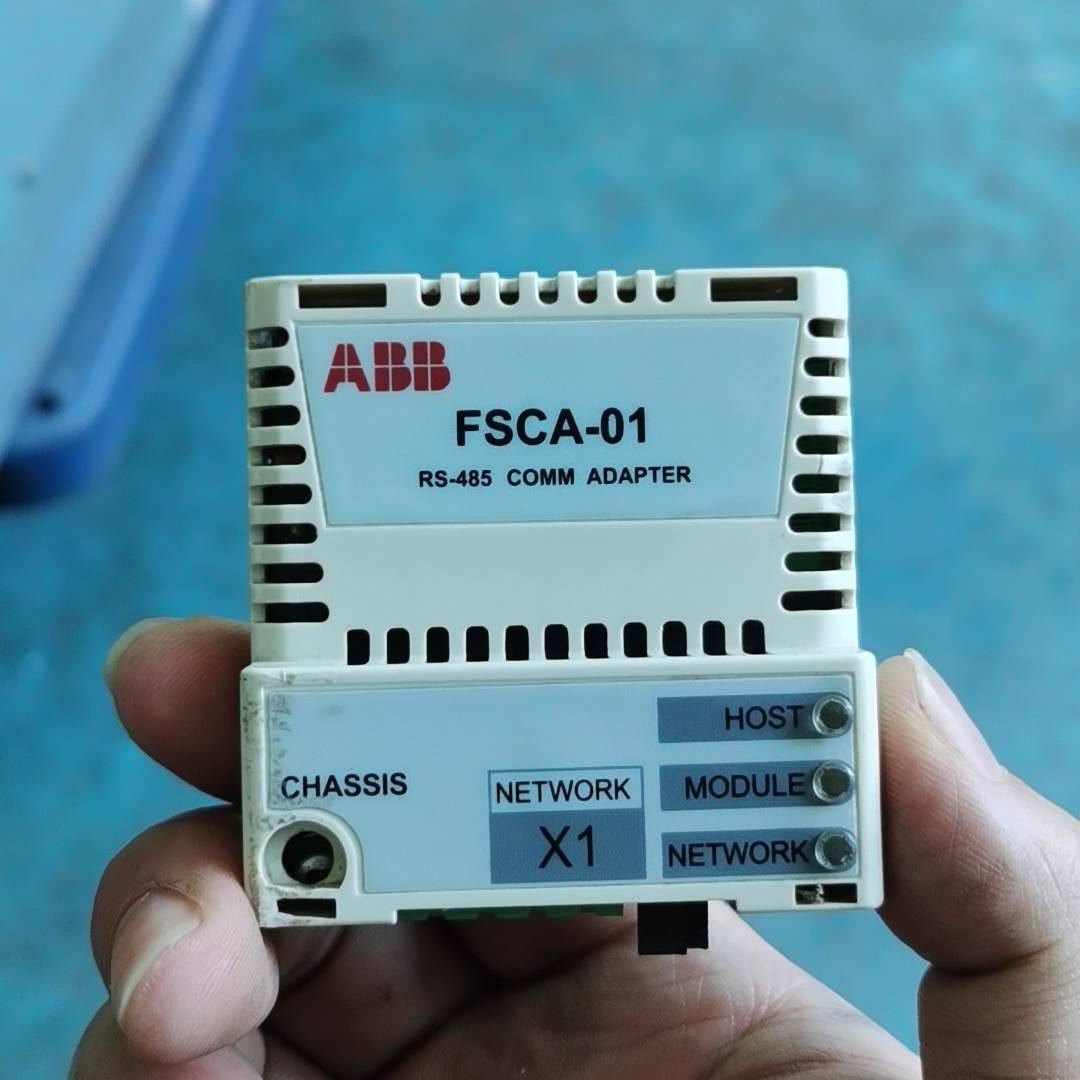 ABB
FSCA-01
RS-485 COMM ADAPTER
HOST
CHASSIS
NETWORK
MODULE
X1
NETWORK